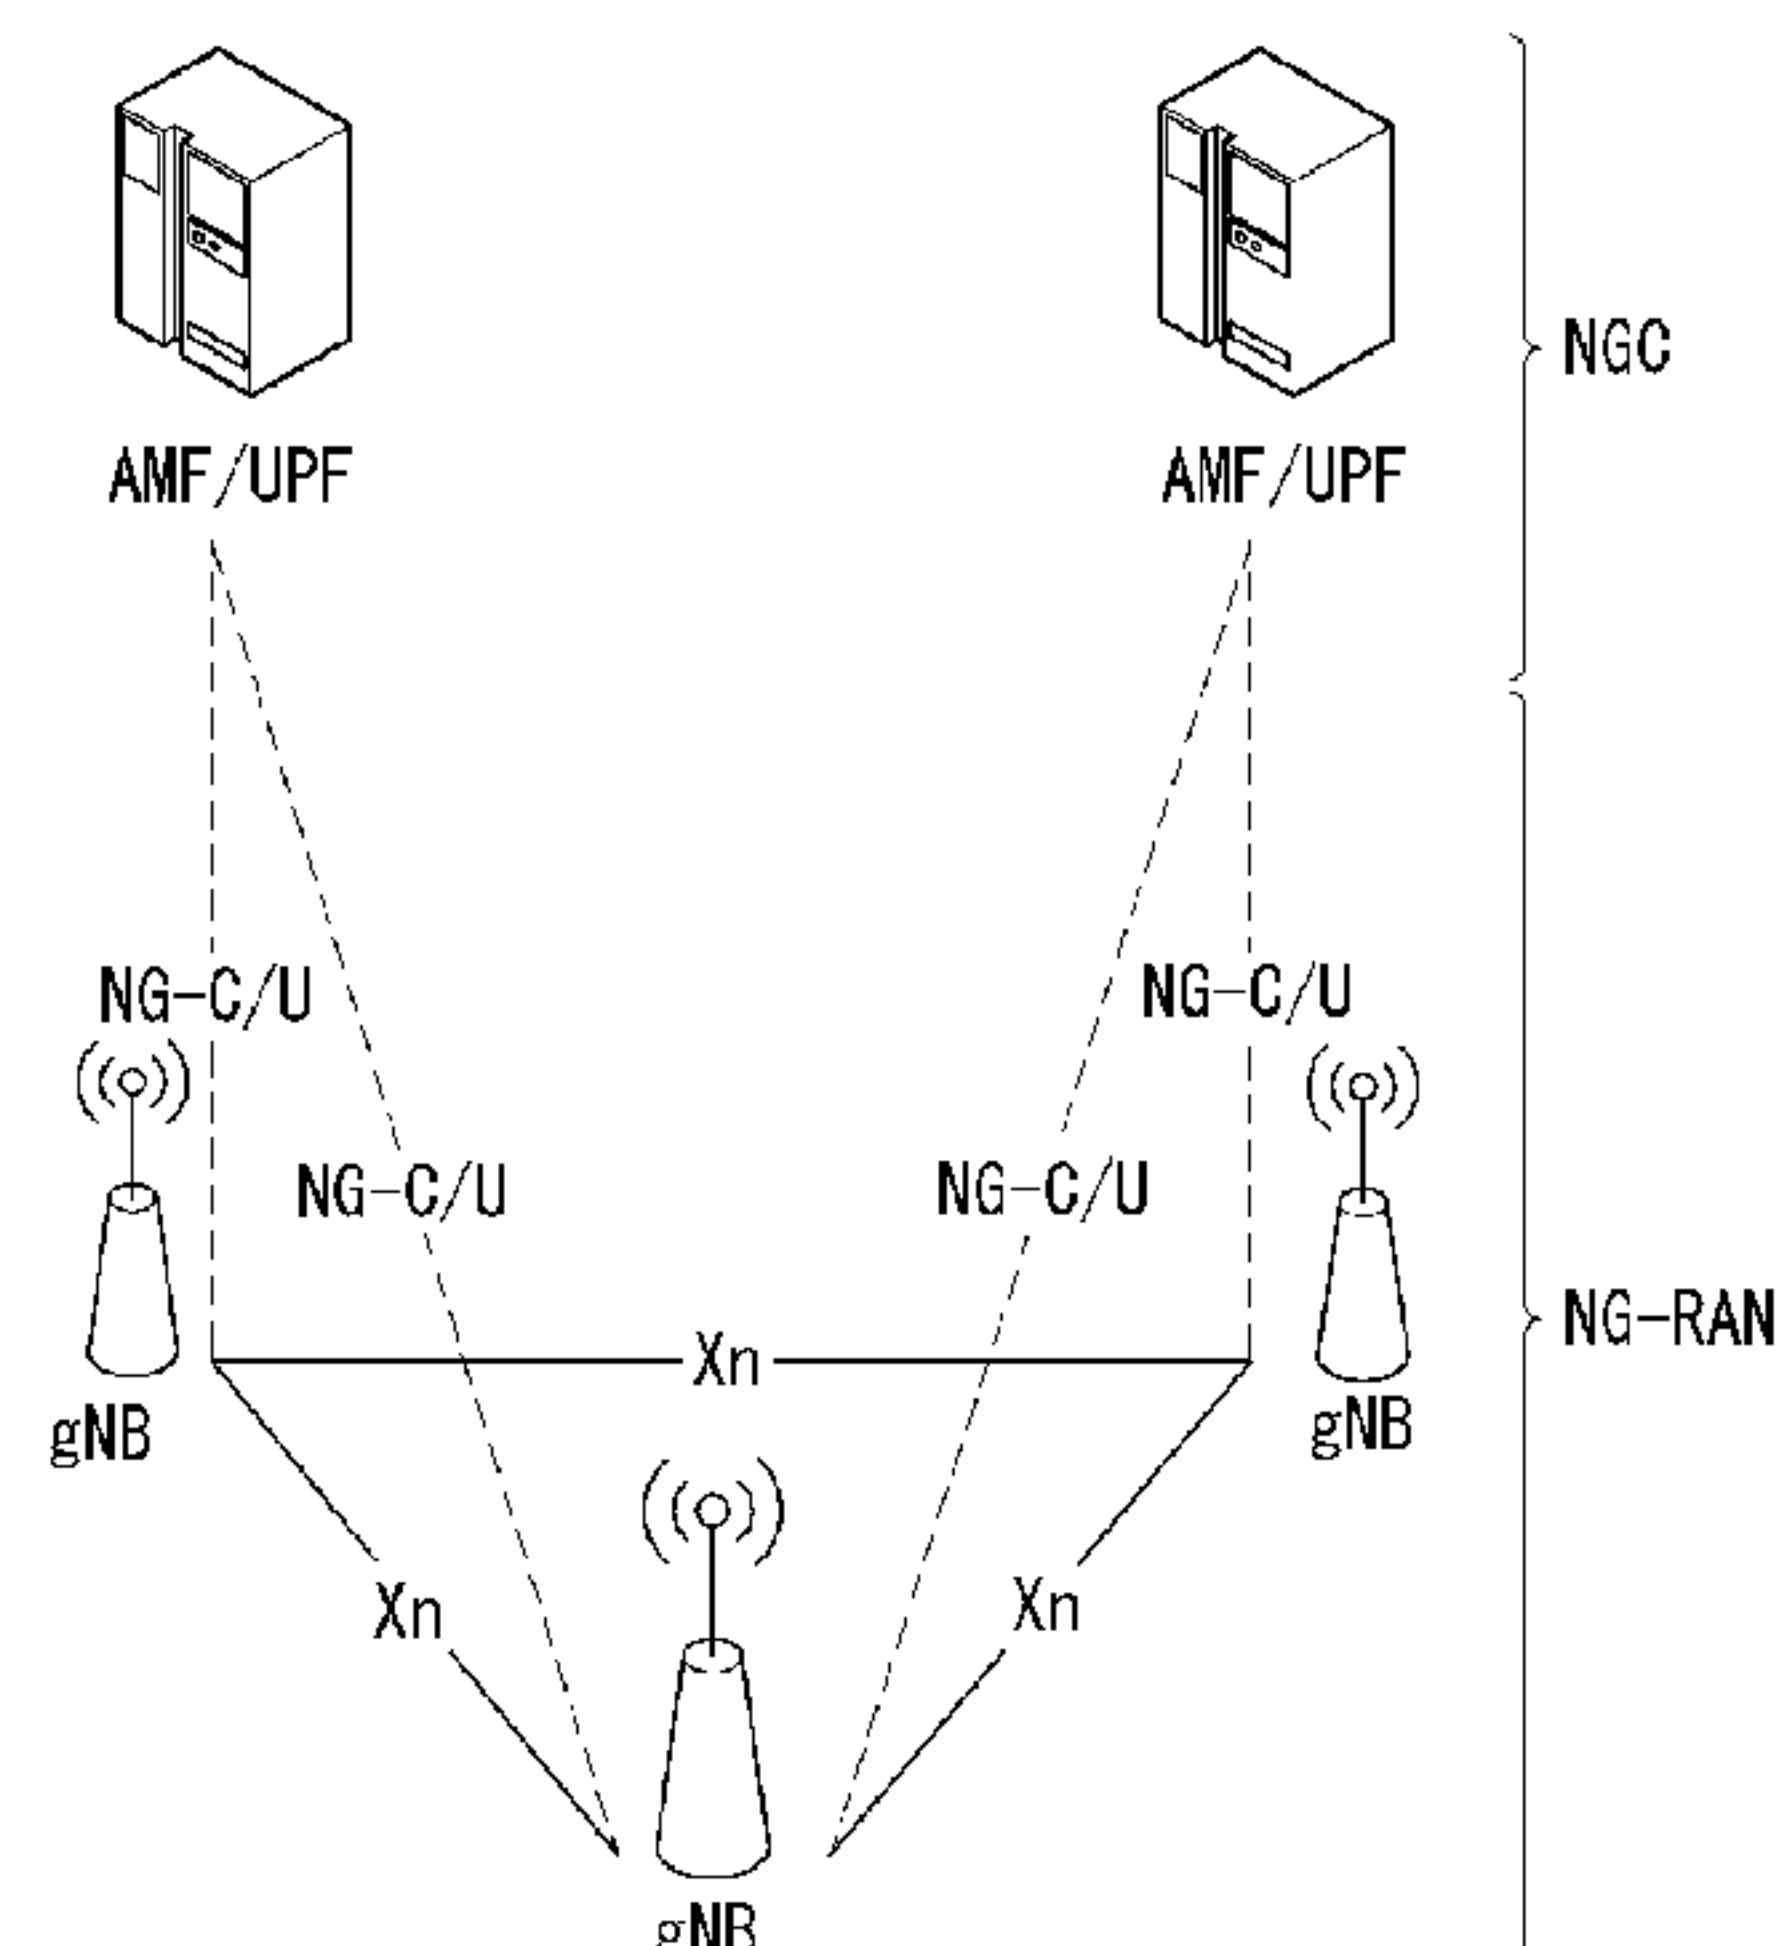 NGC
AMF/UPF
AMF/UPF
NG-C/U
NG-C/U
NG-C/U
NG-C/U
NG-RAN
Xn
gNB
gNB
Xn
Xn
gNB